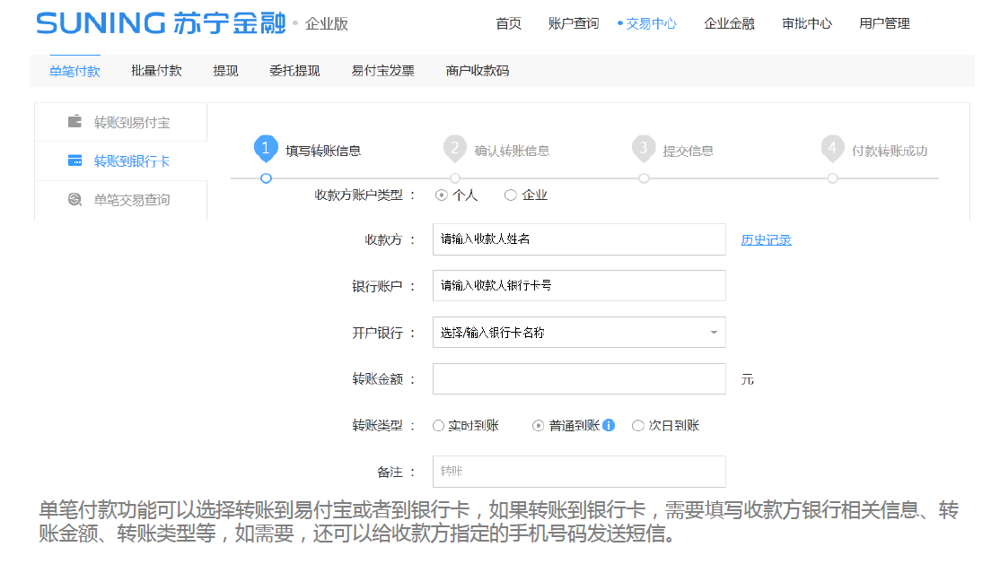 SUNING 苏宁金融 • 企业版
首页 账户查询 •交易中心 企业金融 审批中心 用户管理
单笔付款 批量付款 提现 委托提现 易付宝发票 商户收款码
转账到易付宝
转账到银行卡
单笔交易查询
1 填写转账信息 2 确认转账信息 3 提交信息 4 付款转账成功
收款方账户类型 : 个人 企业
收款方 : 请输入收款人姓名 历史记录
银行账户 : 请输入收款人银行卡号
开户银行 : 选择/输入银行卡名称
转账金额 : 元
转账类型 : 实时到账 普通到账 i 次日到账
备注 : 转账
单笔付款功能可以选择转账到易付宝或者到银行卡，如果转账到银行卡，需要填写收款方银行相关信息、转
账金额、转账类型等，如需要，还可以给收款方指定的手机号码发送短信。